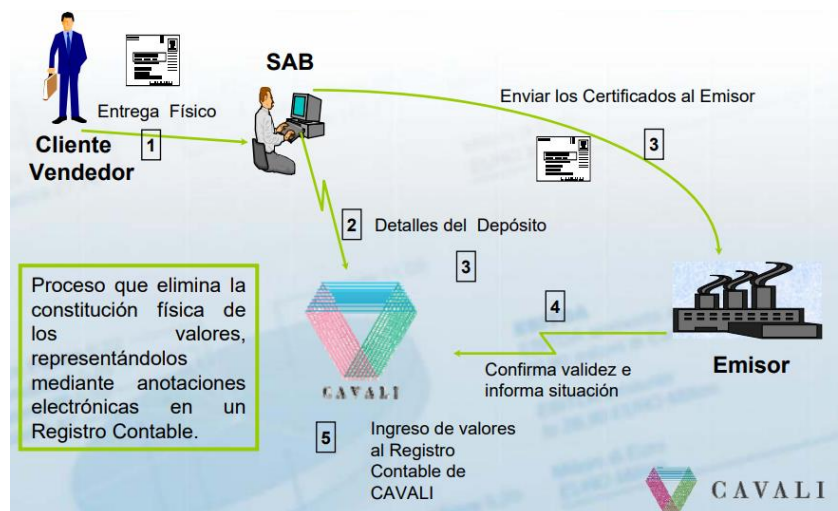 SAB
Enviar los Certificados al Emisor
Entrega Físico
1
Cliente
Vendedor
3
2
Detalles del Depósito
3
Proceso que elimina la
constitución física de
los valores,
representándolos
mediante anotaciones
electrónicas en un
Registro Contable.
CAVALI
4
Confirma validez e
informa situación
Emisor
5
Ingreso de valores
al Registro
Contable de
CAVALI
CAVALI